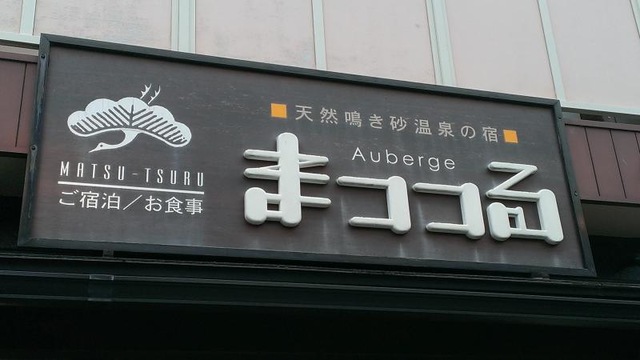 天然鳴き砂温泉の宿
Auberge
まつつる
MATSU-TSURU
ご宿泊/お食事